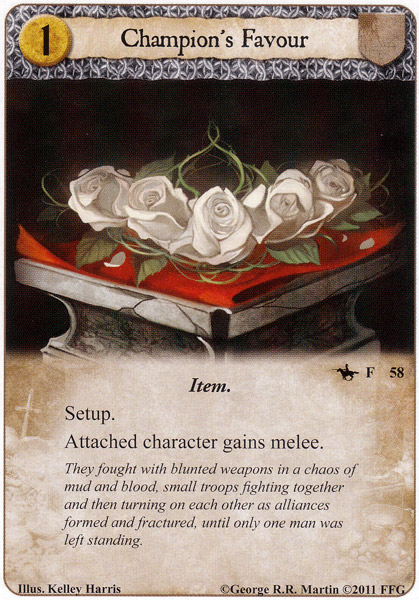 1
Champion's Favour
F 58
Item.
Setup.
Attached character gains melee.
They fought with blunted weapons in a chaos of
mud and blood, small troops fighting together
and then turning on each other as alliances
formed and fractured, until only one man was
left standing.
Illus. Kelley Harris
©George R.R. Martin ©2011 FFG